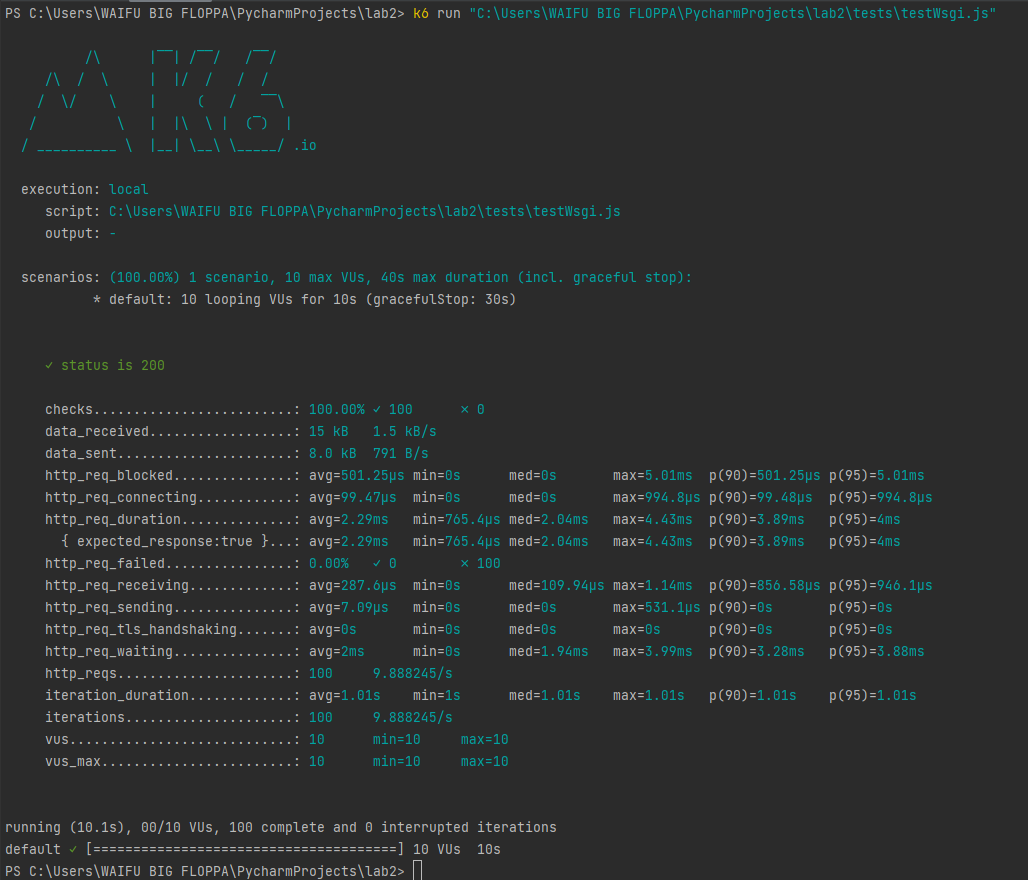 PS C:\Users\WAIFU BIG FLOPPA\PycharmProjects\lab2> k6 run "C:\Users\WAIFU BIG FLOPPA\PycharmProjects\lab2\tests\testWsgi.js"
          /\      |‾‾| /‾‾/   /‾‾/
     /\  /  \     |  |/  /   /  /
    /  \/    \    |     (   /   ‾‾\
   /          \   |  |\  \ |  (‾)  |
  / __________ \  |__| \__\ \_____/ .io
  execution: local
     script: C:\Users\WAIFU BIG FLOPPA\PycharmProjects\lab2\tests\testWsgi.js
     output: -
  scenarios: (100.00%) 1 scenario, 10 max VUs, 40s max duration (incl. graceful stop):
           * default: 10 looping VUs for 10s (gracefulStop: 30s)
     ✓ status is 200
     checks.........................: 100.00% ✓ 100      ✗ 0
     data_received..................: 15 kB   1.5 kB/s
     data_sent......................: 8.0 kB  791 B/s
     http_req_blocked...............: avg=501.25µs min=0s      med=0s       max=5.01ms  p(90)=501.25µs p(95)=5.01ms
     http_req_connecting............: avg=99.47µs  min=0s      med=0s       max=994.8µs p(90)=99.48µs  p(95)=994.8µs
     http_req_duration..............: avg=2.29ms   min=765.4µs med=2.04ms   max=4.43ms  p(90)=3.89ms   p(95)=4ms
       { expected_response:true }...: avg=2.29ms   min=765.4µs med=2.04ms   max=4.43ms  p(90)=3.89ms   p(95)=4ms
     http_req_failed................: 0.00%   ✓ 0        ✗ 100
     http_req_receiving.............: avg=287.6µs  min=0s      med=109.94µs max=1.14ms  p(90)=856.58µs p(95)=946.1µs
     http_req_sending...............: avg=7.09µs   min=0s      med=0s       max=531.1µs p(90)=0s       p(95)=0s
     http_req_tls_handshaking.......: avg=0s       min=0s      med=0s       max=0s      p(90)=0s       p(95)=0s
     http_req_waiting...............: avg=2ms      min=0s      med=1.94ms   max=3.99ms  p(90)=3.28ms   p(95)=3.88ms
     http_reqs......................: 100     9.888245/s
     iteration_duration.............: avg=1.01s    min=1s      med=1.01s    max=1.01s   p(90)=1.01s    p(95)=1.01s
     iterations.....................: 100     9.888245/s
     vus............................: 10      min=10     max=10
     vus_max........................: 10      min=10     max=10
running (10.1s), 00/10 VUs, 100 complete and 0 interrupted iterations
default ✓ [======================================] 10 VUs  10s
PS C:\Users\WAIFU BIG FLOPPA\PycharmProjects\lab2>